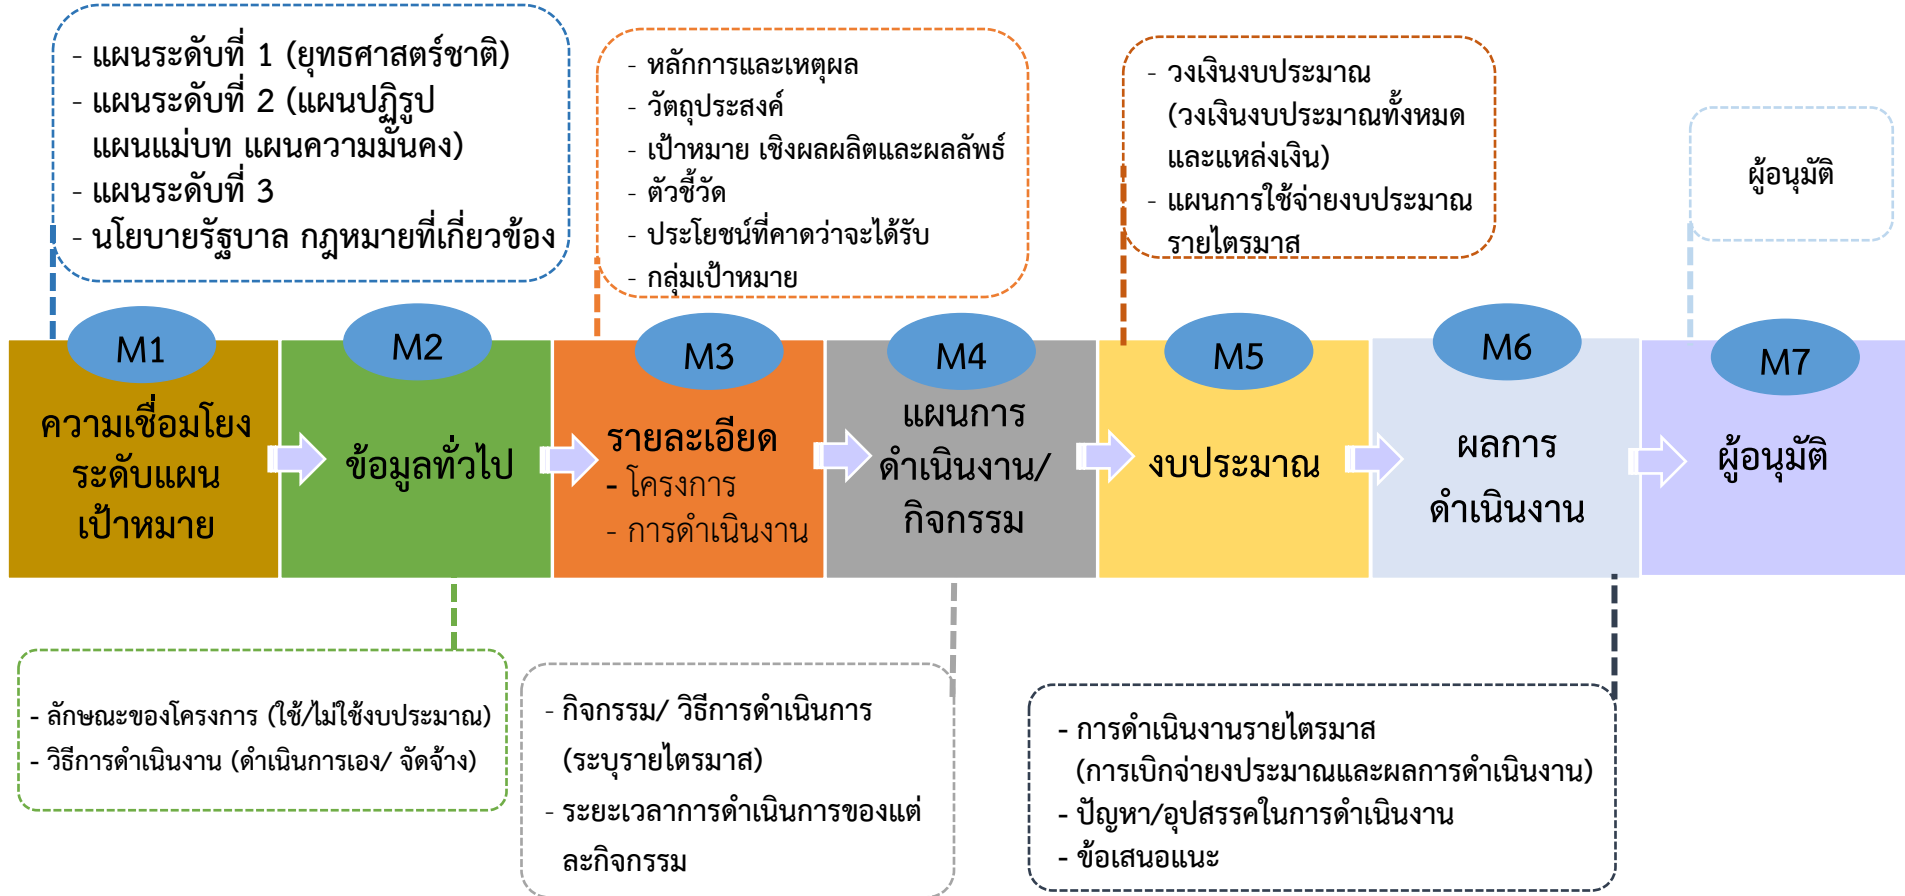 - แผนระดับที่ 1 (ยุทธศาสตร์ชาติ)
- แผนระดับที่ 2 (แผนปฏิรูป
แผนแม่บท แผนความมั่นคง)
- แผนระดับที่ 3
- นโยบายรัฐบาล กฎหมายที่เกี่ยวข้อง
- หลักการและเหตุผล
- วัตถุประสงค์
- เป้าหมาย เชิงผลผลิตและผลลัพธ์
- ตัวชี้วัด
- ประโยชน์ที่คาดว่าจะได้รับ
- กลุ่มเป้าหมาย
- วงเงินงบประมาณ
(วงเงินงบประมาณทั้งหมด
และแหล่งเงิน)
- แผนการใช้จ่ายงบประมาณ
รายไตรมาส
ผู้อนุมัติ
M1
ความเชื่อมโยง
ระดับแผน
เป้าหมาย
M2
ข้อมูลทั่วไป
M3
รายละเอียด
- โครงการ
- การดำเนินงาน
M4
แผนการ
ดำเนินงาน/
กิจกรรม
M5
งบประมาณ
M6
ผลการ
ดำเนินงาน
M7
ผู้อนุมัติ
- ลักษณะของโครงการ (ใช้/ไม่ใช้งบประมาณ)
- วิธีการดำเนินงาน (ดำเนินการเอง/ จัดจ้าง)
- กิจกรรม/ วิธีการดำเนินการ
(ระบุรายไตรมาส)
- ระยะเวลาการดำเนินการของแต่
ละกิจกรรม
- การดำเนินงานรายไตรมาส
(การเบิกจ่ายงประมาณและผลการดำเนินงาน)
- ปัญหา/อุปสรรคในการดำเนินงาน
- ข้อเสนอแนะ